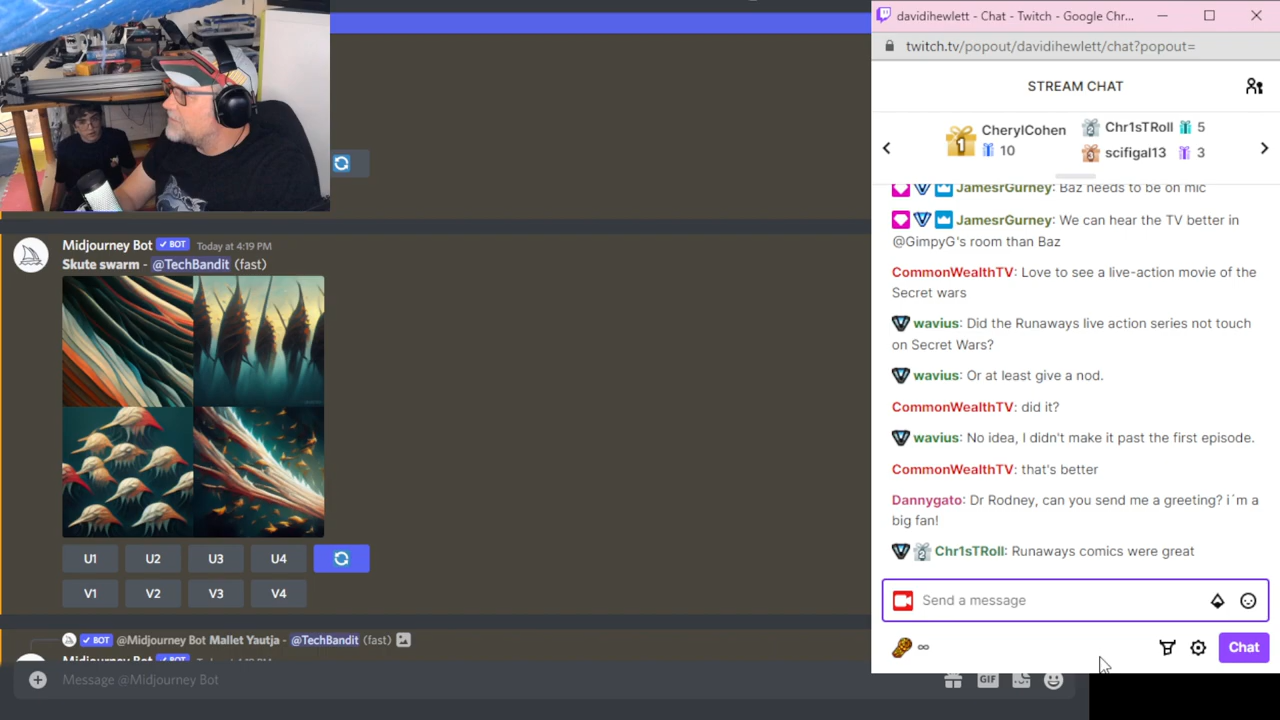 davidihewlett - Chat - Twitch - Google Chr...
twitch.tv/popout/davidihewlett/chat?popout=
STREAM CHAT
1 CherylCohen
10
2 Chr1sTRoll 5
3 scifigal13 3
JamesrGurney: Baz needs to be on mic
JamesrGurney: We can hear the TV better in
@GimpyG's room than Baz
CommonWealthTV: Love to see a live-action movie of the
Secret wars
wavius: Did the Runaways live action series not touch
on Secret Wars?
wavius: Or at least give a nod.
CommonWealthTV: did it?
wavius: No idea, I didn't make it past the first episode.
CommonWealthTV: that's better
Dannygato: Dr Rodney, can you send me a greeting? i´m a
big fan!
2 Chr1sTRoll: Runaways comics were great
Send a message
∞
Chat
Midjourney Bot ✓ BOT Today at 4:19 PM
Skute swarm - @TechBandit (fast)
U1 U2 U3 U4
V1 V2 V3 V4
✓ BOT @Midjourney Bot Mallet Yautja - @TechBandit (fast)
Midjourney Bot
Message @Midjourney Bot
GIF